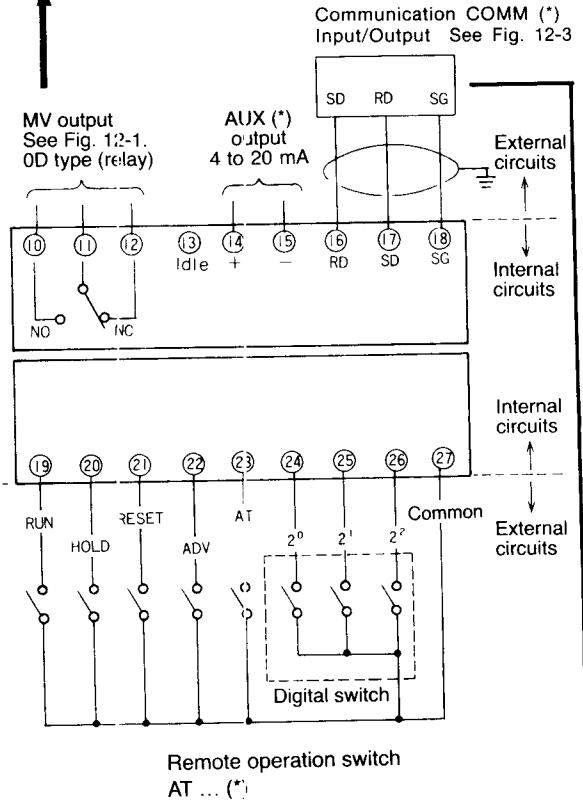 Communication COMM (*)
Input/Output See Fig. 12-3
SD RD SG
MV output
See Fig. 12-1.
0D type (relay)
AUX (*)
output
4 to 20 mA
External
circuits
10 11 12 13 14 15 16 17 18
Idle + − RD SD SG
NO NC
Internal
circuits
Internal
circuits
19 20 21 22 23 24 25 26 27
RUN HOLD RESET ADV AT 2⁰ 2¹ 2² Common
External
circuits
Digital switch
Remote operation switch
AT ... (*)